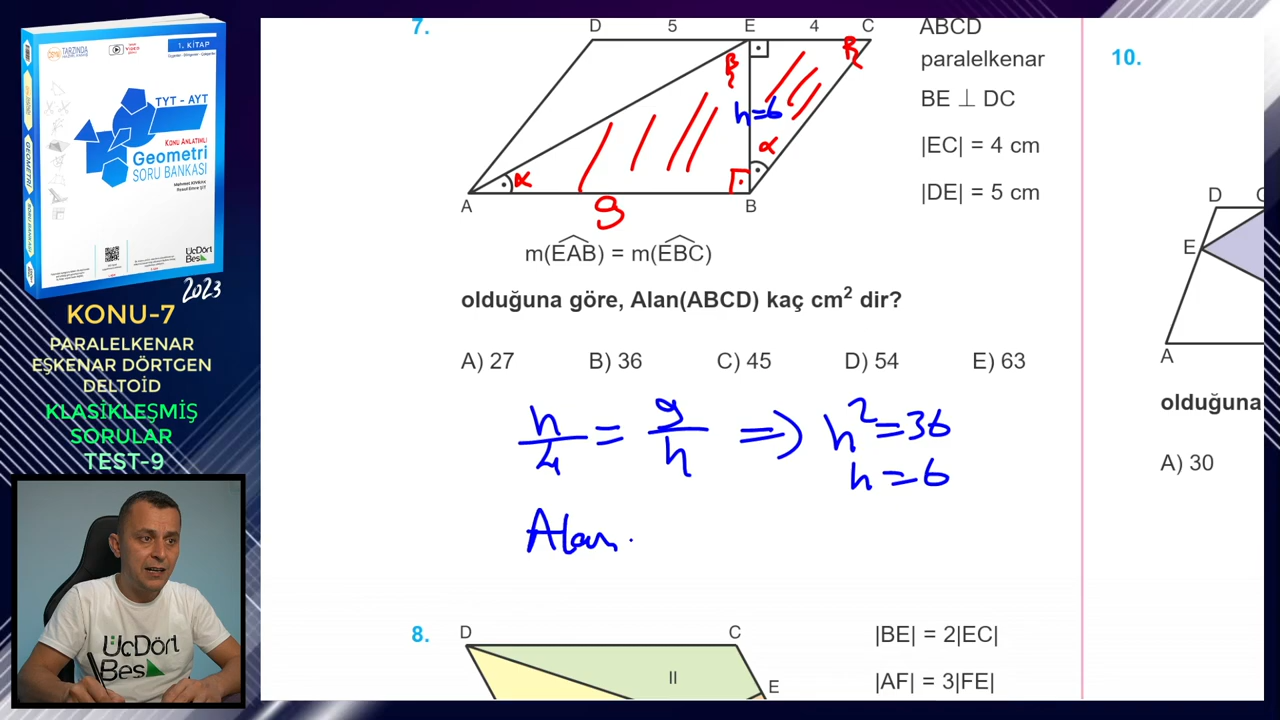 TARZINDA
1. KİTAP
TYT - AYT
KONU ANLATIMLI
Geometri
SORU BANKASI
ÜçDört
Beş
2023
KONU-7
PARALELKENAR
EŞKENAR DÖRTGEN
DELTOİD
KLASİKLEŞMİŞ
SORULAR
TEST-9
ÜçDört
Beş
7.
D 5 E 4 C
β β
h=6
α α
A 9 B
ABCD
paralelkenar
BE ⊥ DC
|EC| = 4 cm
|DE| = 5 cm
m(EAB) = m(EBC)
olduğuna göre, Alan(ABCD) kaç cm² dir?
A) 27 B) 36 C) 45 D) 54 E) 63
h/4 = 9/h ⇒ h² = 36
h = 6
Alan
8.
D C
II
E
|BE| = 2|EC|
|AF| = 3|FE|
10.
D C
E
A
olduğuna
A) 30